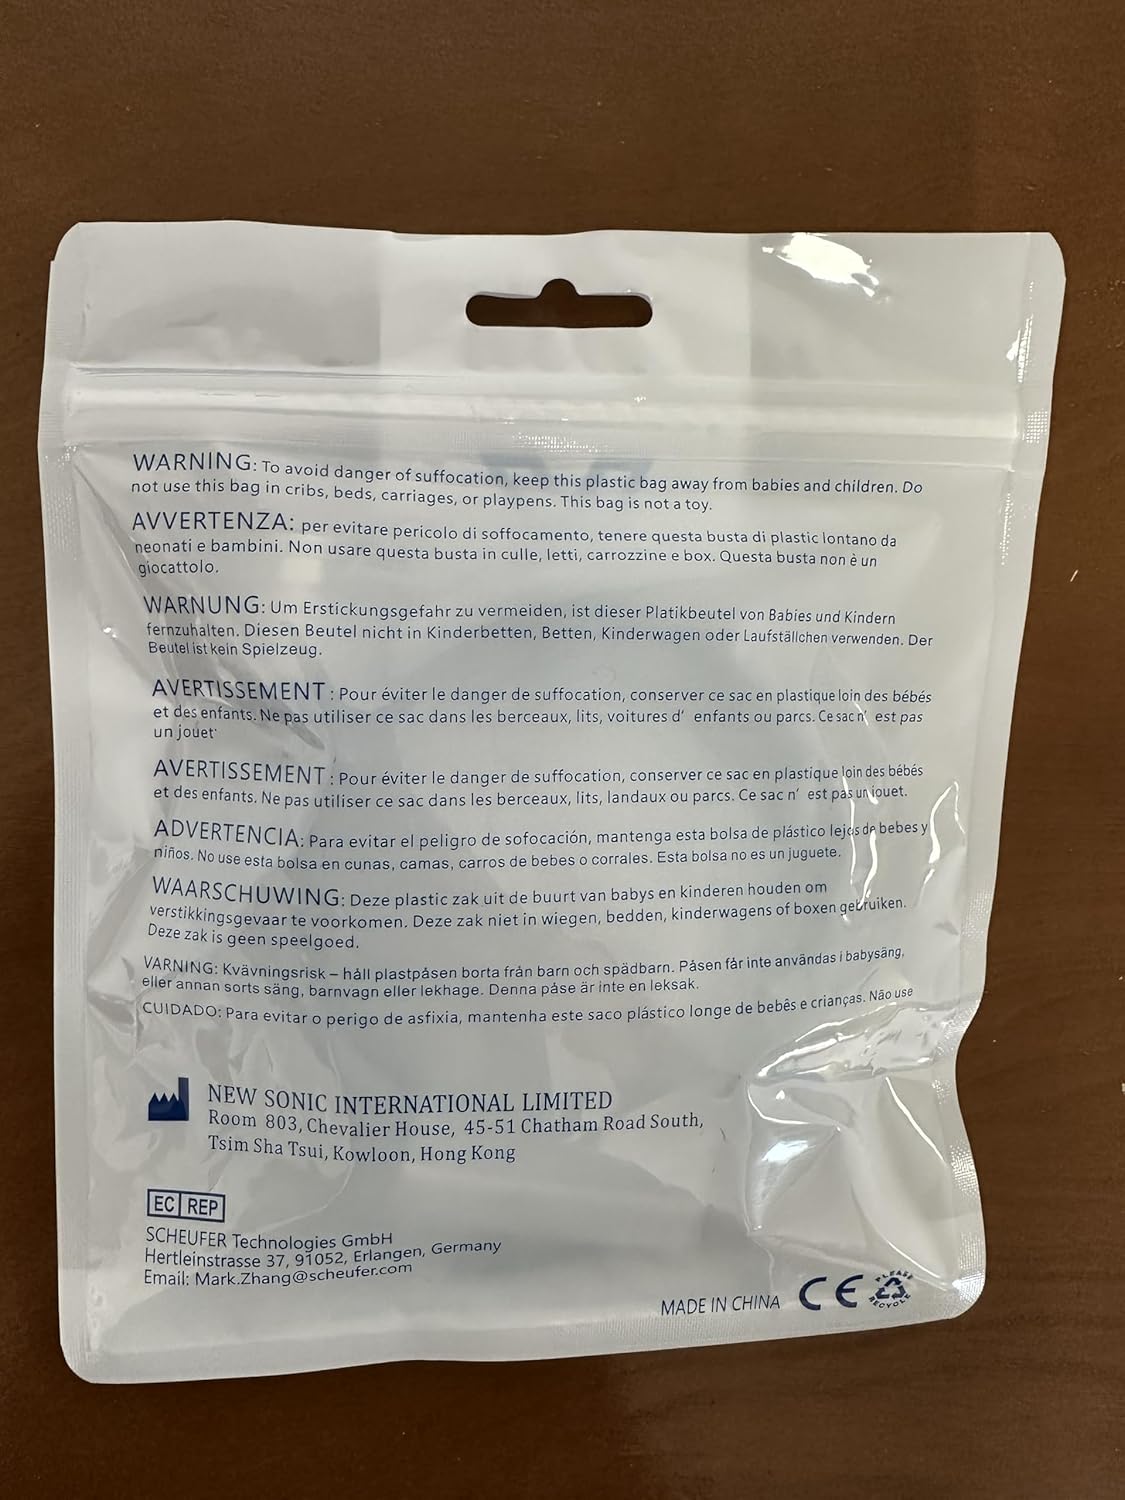 WARNING: To avoid danger of suffocation, keep this plastic bag away from babies and children. Do
not use this bag in cribs, beds, carriages, or playpens. This bag is not a toy.
AVVERTENZA: per evitare pericolo di soffocamento, tenere questa busta di plastic lontano da
neonati e bambini. Non usare questa busta in culle, letti, carrozzine e box. Questa busta non è un
giocattolo.
WARNUNG: Um Erstickungsgefahr zu vermeiden, ist dieser Platikbeutel von Babies und Kindern
fernzuhalten. Diesen Beutel nicht in Kinderbetten, Betten, Kinderwagen oder Laufställchen verwenden. Der
Beutel ist kein Spielzeug.
AVERTISSEMENT : Pour éviter le danger de suffocation, conserver ce sac en plastique loin des bébés
et des enfants. Ne pas utiliser ce sac dans les berceaux, lits, voitures d' enfants ou parcs. Ce sac n' est pas
un jouet·
AVERTISSEMENT : Pour éviter le danger de suffocation, conserver ce sac en plastique loin des bébés
et des enfants. Ne pas utiliser ce sac dans les berceaux, lits, landaux ou parcs. Ce sac n' est pas un jouet.
ADVERTENCIA: Para evitar el peligro de sofocación, mantenga esta bolsa de plástico lejos de bebes y
niños. No use esta bolsa en cunas, camas, carros de bebes o corrales. Esta bolsa no es un juguete.
WAARSCHUWING: Deze plastic zak uit de buurt van babys en kinderen houden om
verstikkingsgevaar te voorkomen. Deze zak niet in wiegen, bedden, kinderwagens of boxen gebruiken.
Deze zak is geen speelgoed.
VARNING: Kvävningsrisk – håll plastpåsen borta från barn och spädbarn. Påsen får inte användas i babysäng,
eller annan sorts säng, barnvagn eller lekhage. Denna påse är inte en leksak.
CUIDADO: Para evitar o perigo de asfixia, mantenha este saco plástico longe de bebês e crianças. Não use
NEW SONIC INTERNATIONAL LIMITED
Room 803, Chevalier House, 45-51 Chatham Road South,
Tsim Sha Tsui, Kowloon, Hong Kong
EC REP
SCHEUFER Technologies GmbH
Hertleinstrasse 37, 91052, Erlangen, Germany
Email: Mark.Zhang@scheufer.com
MADE IN CHINA CE PLEASE RECYCLE